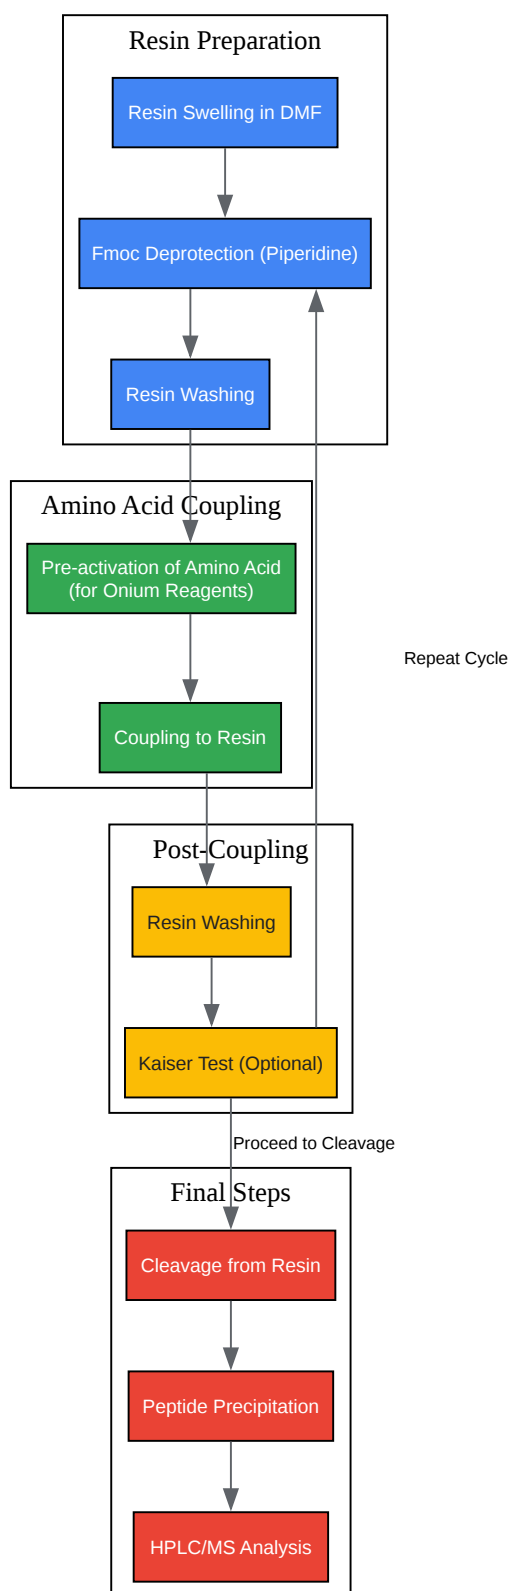 Resin Preparation
Resin Swelling in DMF
Fmoc Deprotection (Piperidine)
Resin Washing
Amino Acid Coupling
Pre-activation of Amino Acid
(for Onium Reagents)
Repeat Cycle
Coupling to Resin
Post-Coupling
Resin Washing
Kaiser Test (Optional)
Proceed to Cleavage
Final Steps
Cleavage from Resin
Peptide Precipitation
HPLC/MS Analysis